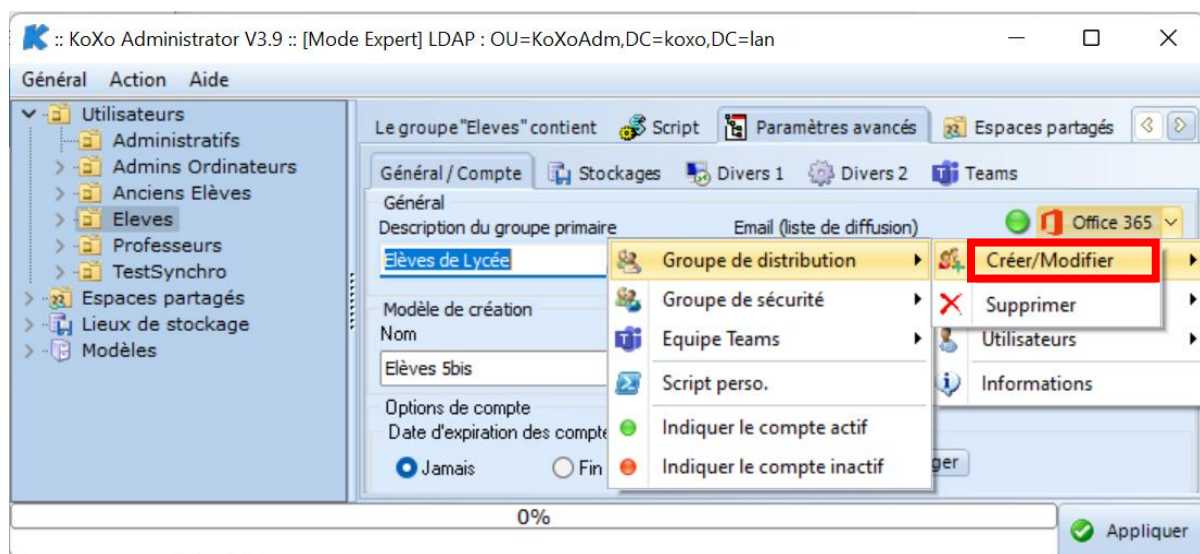 :: KoXo Administrator V3.9 :: [Mode Expert] LDAP : OU=KoXoAdm,DC=koxo,DC=lan
Général Action Aide
Utilisateurs
Administratifs
Admins Ordinateurs
Anciens Elèves
Eleves
Professeurs
TestSynchro
Espaces partagés
Lieux de stockage
Modèles
Le groupe "Eleves" contient Script Paramètres avancés Espaces partagés
Général / Compte Stockages Divers 1 Divers 2 Teams
Général
Description du groupe primaire Email (liste de diffusion) Office 365
Elèves de Lycée
Modèle de création
Nom
Elèves 5bis
Options de compte
Date d'expiration des compte
Jamais Fin
Groupe de distribution
Groupe de sécurité
Equipe Teams
Script perso.
Indiquer le compte actif
Indiquer le compte inactif
Créer/Modifier
Supprimer
Utilisateurs
Informations
ger
0%
Appliquer